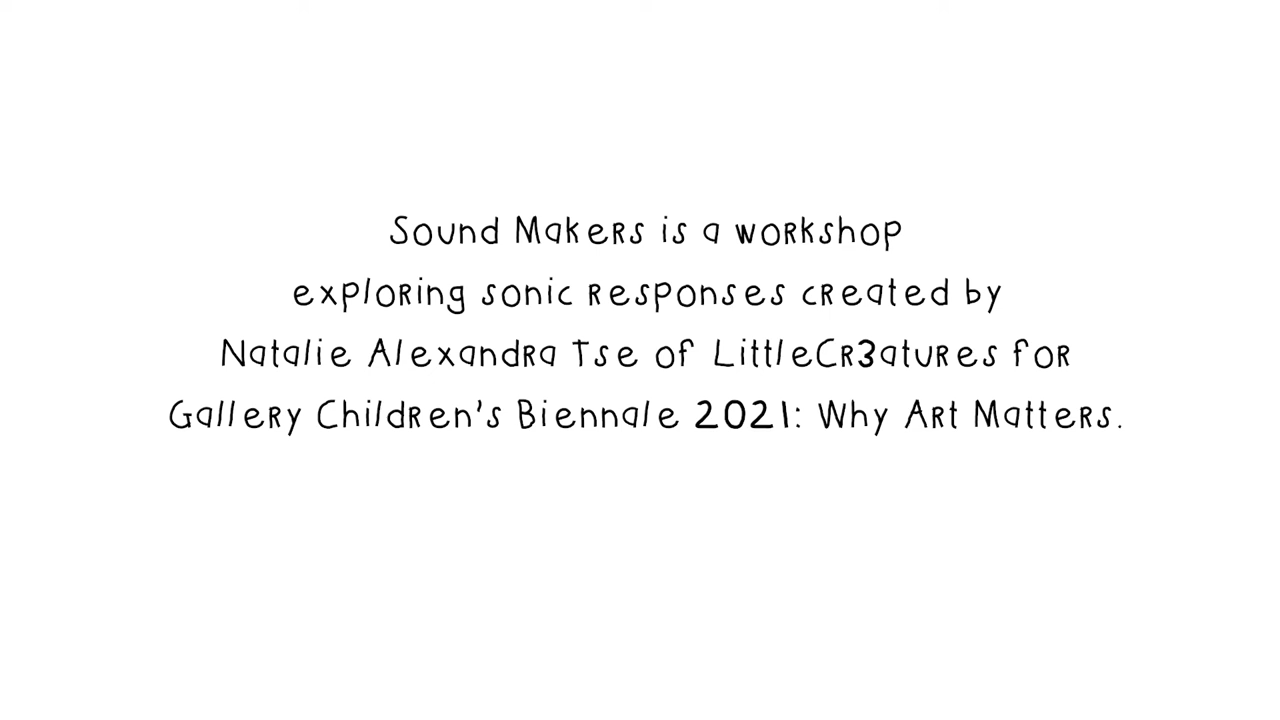 Sound Makers is a workshop
exploring sonic responses created by
Natalie Alexandra Tse of LittleCr3atures for
Gallery Children's Biennale 2021: Why Art Matters.